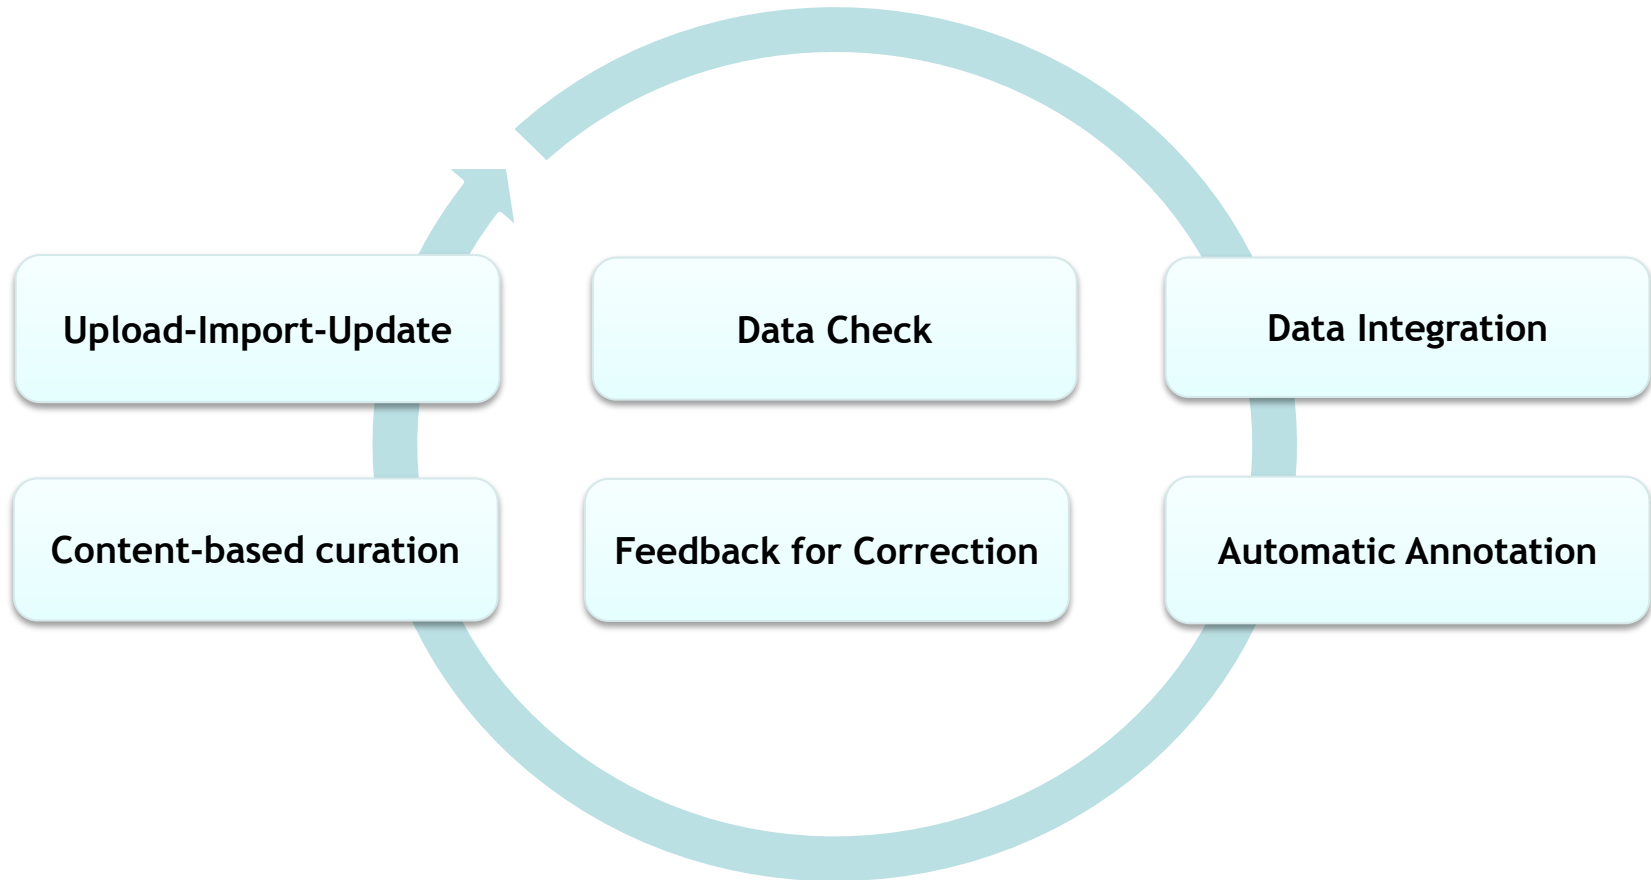 Upload-Import-Update
Data Check
Data Integration
Content-based curation
Feedback for Correction
Automatic Annotation